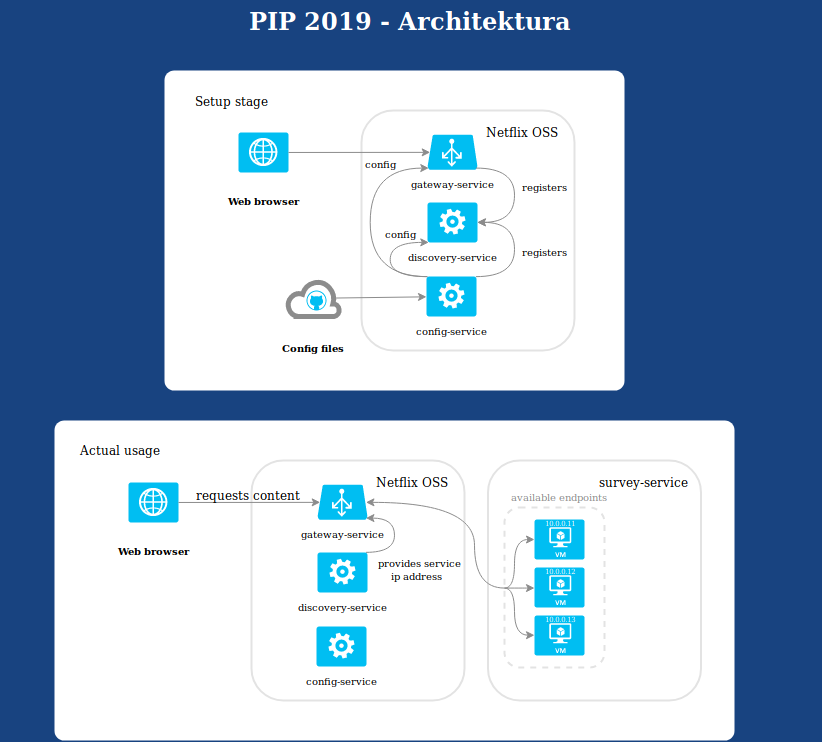 PIP 2019 - Architektura
Setup stage
Netflix OSS
config
gateway-service
registers
Web browser
config
discovery-service
registers
config-service
Config files
Actual usage
Netflix OSS
survey-service
requests content
available endpoints
10.0.0.11
gateway-service
Web browser
VM
provides service
ip address
10.0.0.12
discovery-service
VM
10.0.0.13
VM
config-service